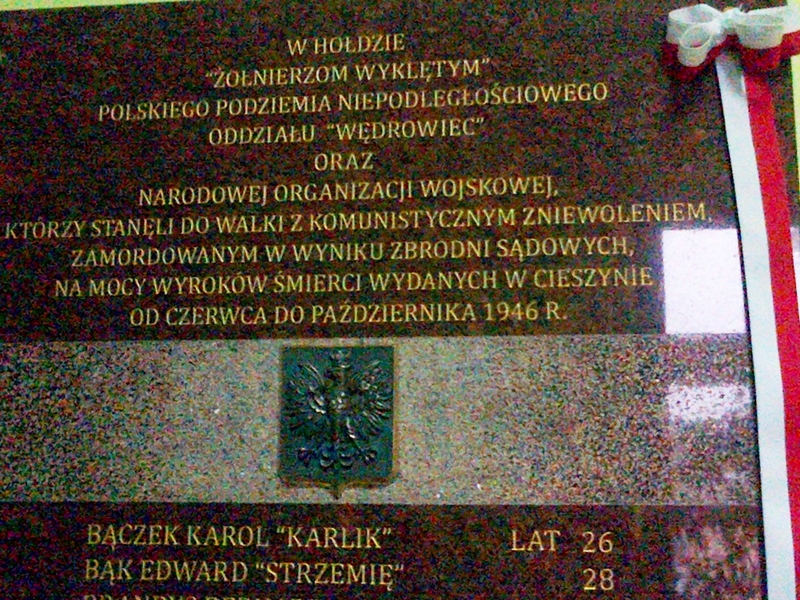 W HOŁDZIE
“ŻOŁNIERZOM WYKLĘTYM”
POLSKIEGO PODZIEMIA NIEPODLEGŁOŚCIOWEGO
ODDZIAŁU “WĘDROWIEC”
ORAZ
NARODOWEJ ORGANIZACJI WOJSKOWEJ,
KTÓRZY STANĘLI DO WALKI Z KOMUNISTYCZNYM ZNIEWOLENIEM,
ZAMORDOWANYM W WYNIKU ZBRODNI SĄDOWYCH,
NA MOCY WYROKÓW ŚMIERCI WYDANYCH W CIESZYNIE
OD CZERWCA DO PAŹDZIERNIKA 1946 R.
BĄCZEK KAROL “KARLIK” LAT 26
BĄK EDWARD “STRZEMIĘ” 28